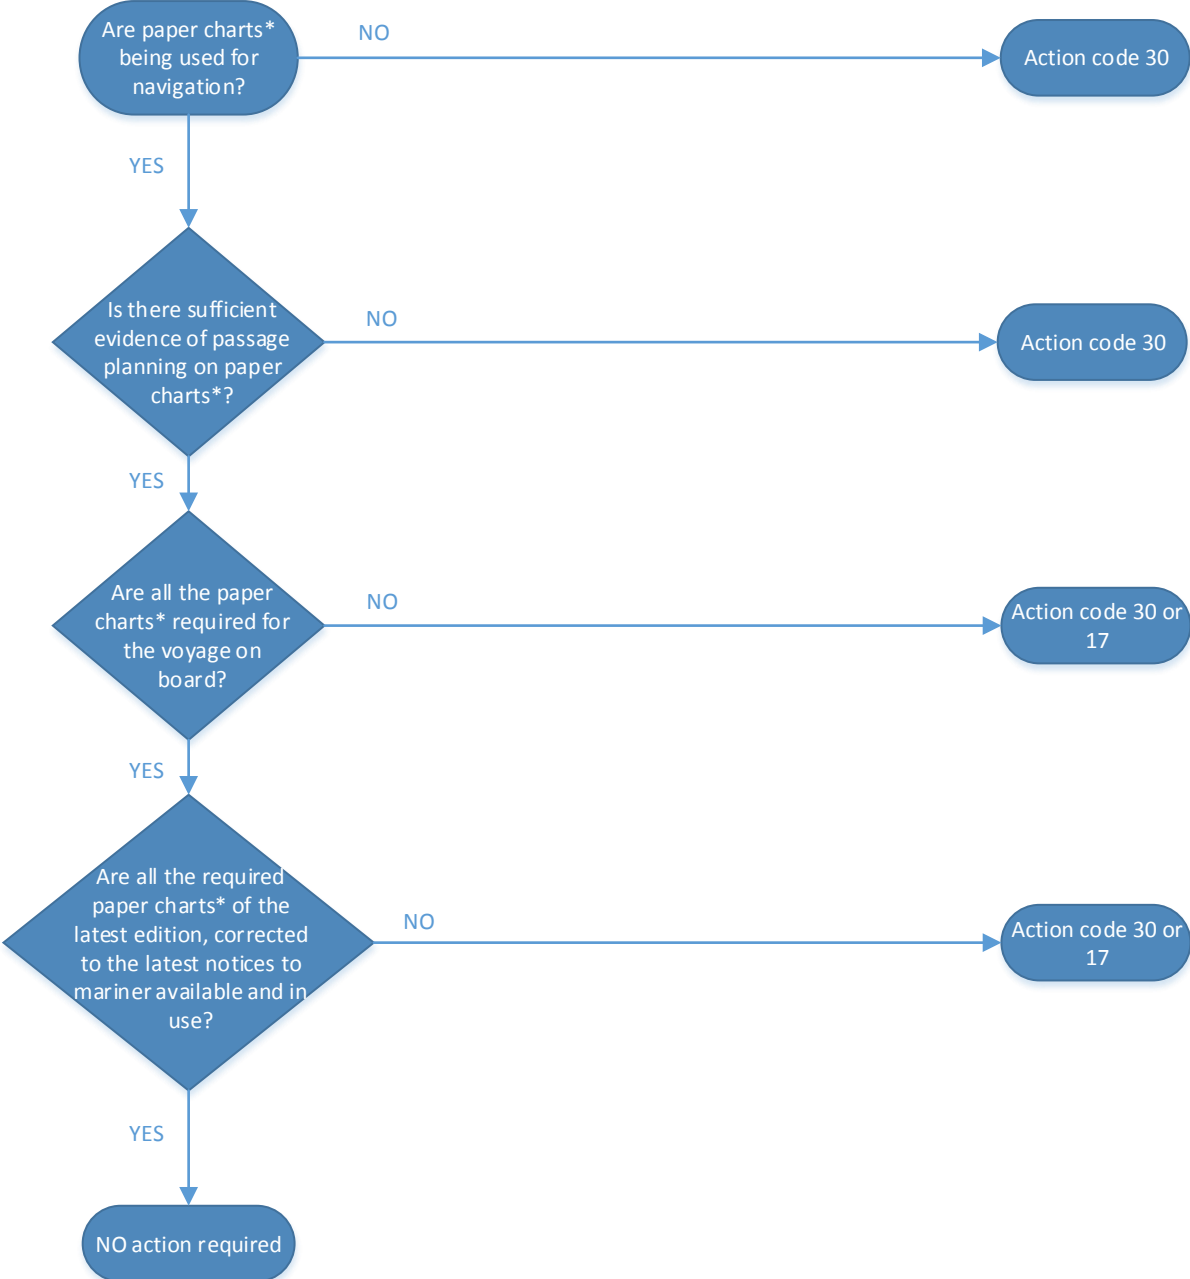 Are paper charts*
being used for
navigation?
NO
Action code 30
YES
Is there sufficient
evidence of passage
planning on paper
charts*?
NO
Action code 30
YES
Are all the paper
charts* required for
the voyage on
board?
NO
Action code 30 or
17
YES
Are all the required
paper charts* of the
latest edition, corrected
to the latest notices to
mariner available and in
use?
NO
Action code 30 or
17
YES
NO action required